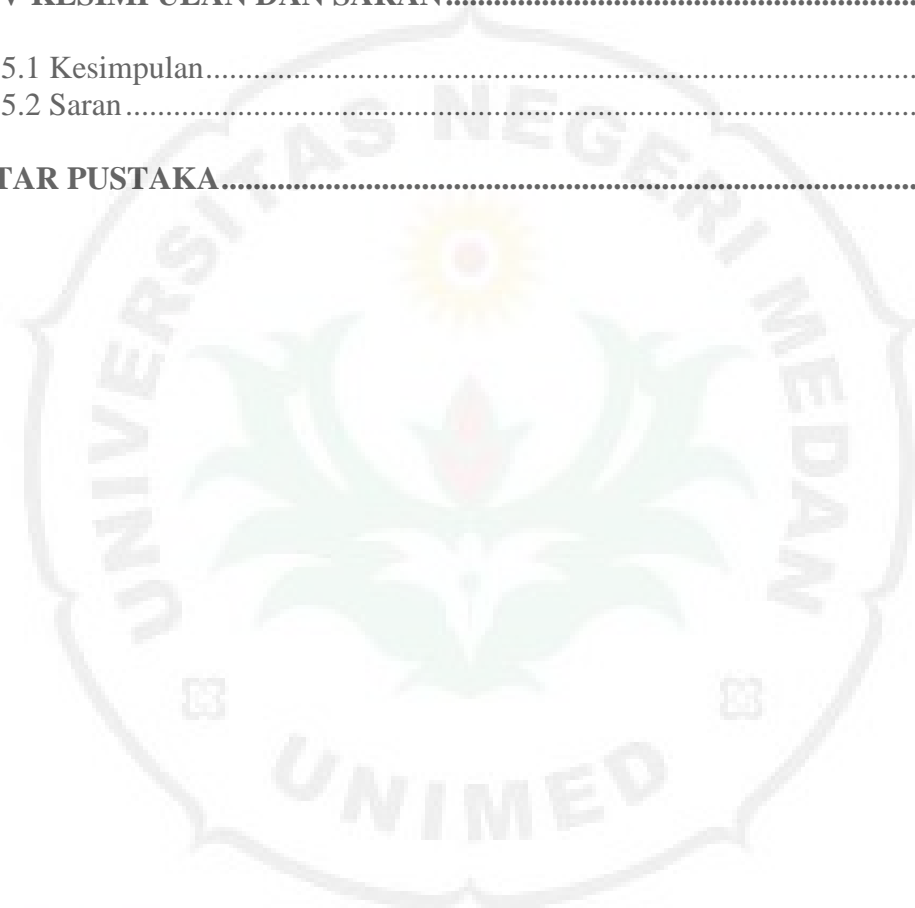 V KESIMPULAN DAN SARAN........................................................
5.1 Kesimpulan.................................................................................
5.2 Saran............................................................................................
TAR PUSTAKA................................................................................
UNIVERSITAS NEGERI MEDAN
UNIMED